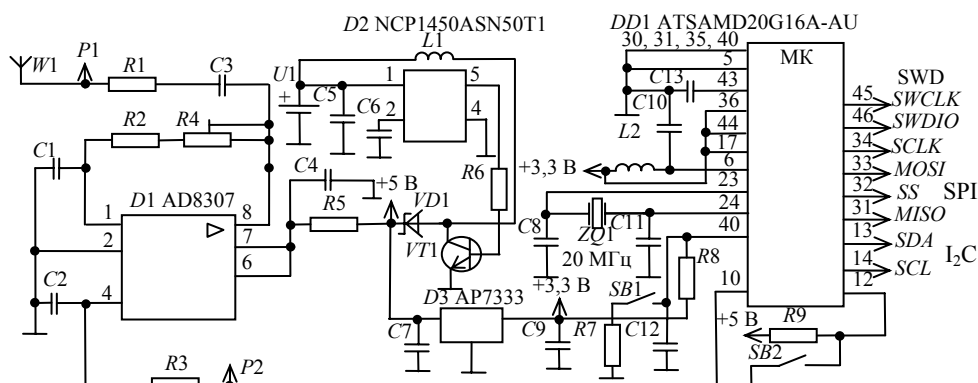 D2 NCP1450ASN50T1
DD1 ATSAMD20G16A-AU
W1
P1
R1
C3
R2
R4
C1
D1 AD8307
1
2
4
8
7
6
C2
R3
P2
U1
+
L1
C5
C6
1
2
5
4
C4
R5
+5 В
VD1
VT1
R6
D3 AP7333
C7
C9
+3,3 В
R7
SB1
C12
R8
30, 31, 35, 40
5
43
36
44
17
6
23
24
40
10
МК
C13
C10
L2
+3,3 В
C8
ZQ1
20 МГц
C11
SWD
45 SWCLK
46 SWDIO
34 SCLK
33 MOSI
32 SS
SPI
31 MISO
13 SDA
I2C
14 SCL
12
+5 В
R9
SB2